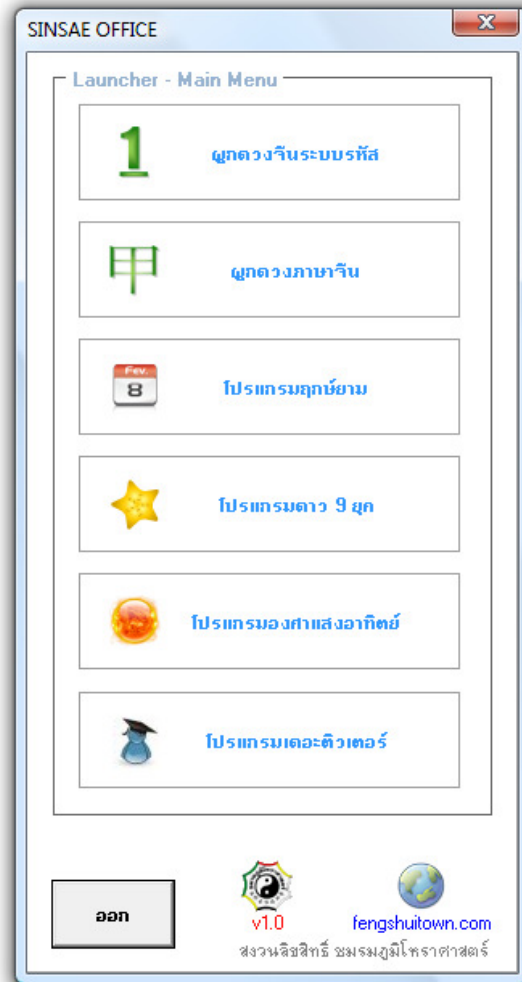 SINSAE OFFICE
Launcher - Main Menu
1
ผูกดวงจีนระบบรหัส
甲
ผูกดวงภาษาจีน
Fev.
8
โปรแกรมฤกษ์ยาม
โปรแกรมดาว 9 ยุค
โปรแกรมองศาแสงอาทิตย์
โปรแกรมเดอะติวเตอร์
ออก
v1.0
fengshuitown.com
สงวนลิขสิทธิ์ ชมรมภูมิโหราศาสตร์